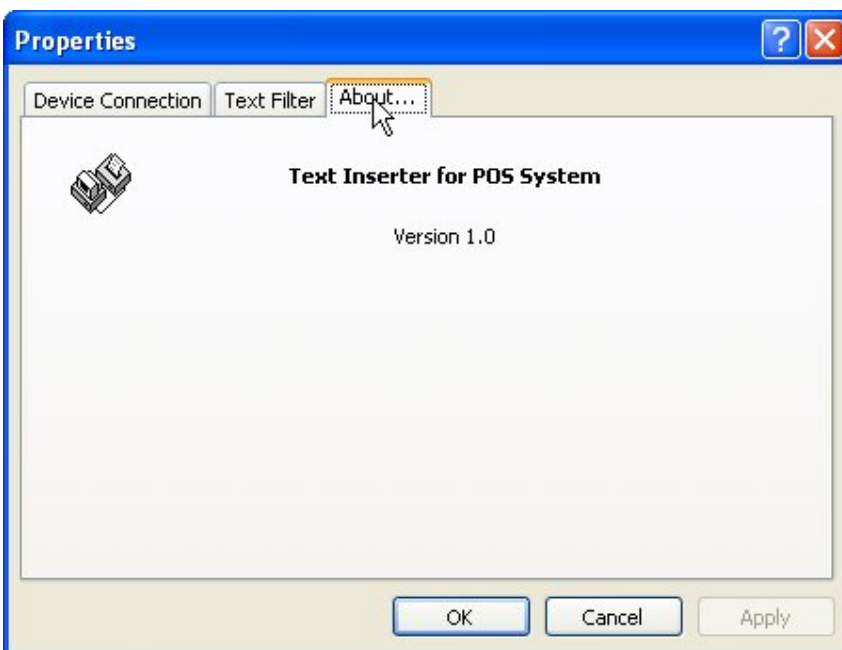 Properties
Device Connection Text Filter About...
Text Inserter for POS System
Version 1.0
OK Cancel Apply